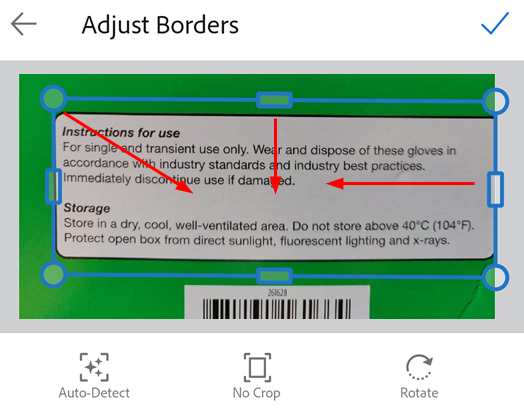 Adjust Borders
Instructions for use
For single and transient use only. Wear and dispose of these gloves in
accordance with industry standards and industry best practices.
Immediately discontinue use if damaged.
Storage
Store in a dry, cool, well-ventilated area. Do not store above 40°C (104°F).
Protect open box from direct sunlight, fluorescent lighting and x-rays.
261628
Auto-Detect
No Crop
Rotate